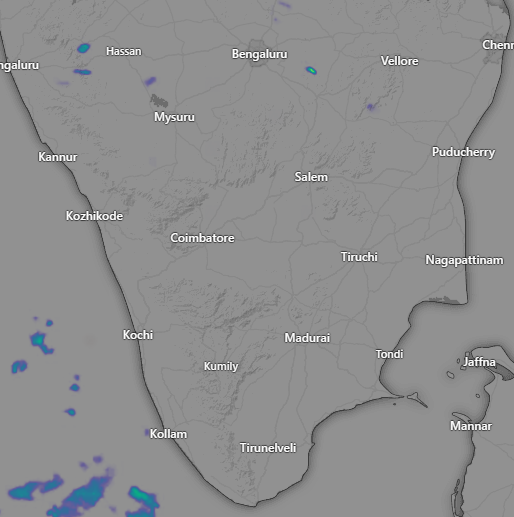 Hassan
Bengaluru
Chenn
Vellore
ngaluru
Mysuru
Kannur
Puducherry
Salem
Kozhikode
Coimbatore
Tiruchi
Nagapattinam
Kochi
Madurai
Tondi
Kumily
Jaffna
Mannar
Kollam
Tirunelveli